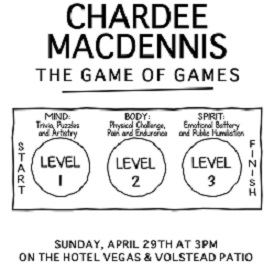 CHARDEE
MACDENNIS
THE GAME OF GAMES
MIND:
Trivia, Puzzles
and Artistry
BODY:
Physical Challenge,
Pain and Endurance
SPIRIT:
Emotional Battery
and Public Humiliation
START
LEVEL
1
LEVEL
2
LEVEL
3
FINISH
SUNDAY, APRIL 29TH AT 3PM
ON THE HOTEL VEGAS & VOLSTEAD PATIO